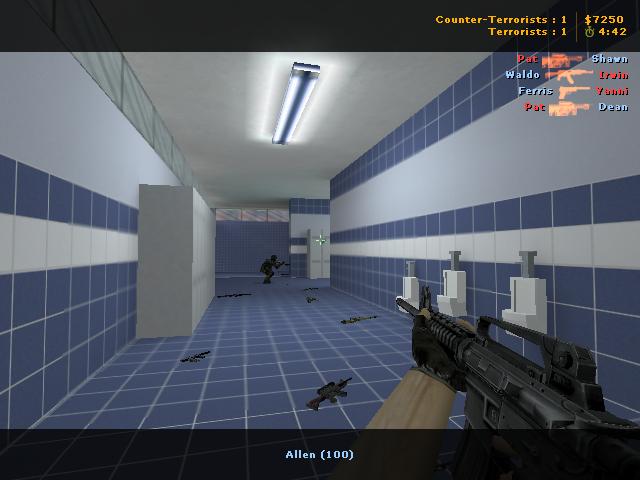 Counter-Terrorists : 1 $7250
Terrorists : 1 4:42
Pat Shawn
Waldo Irwin
Ferris Yanni
Pat Dean
Allen (100)